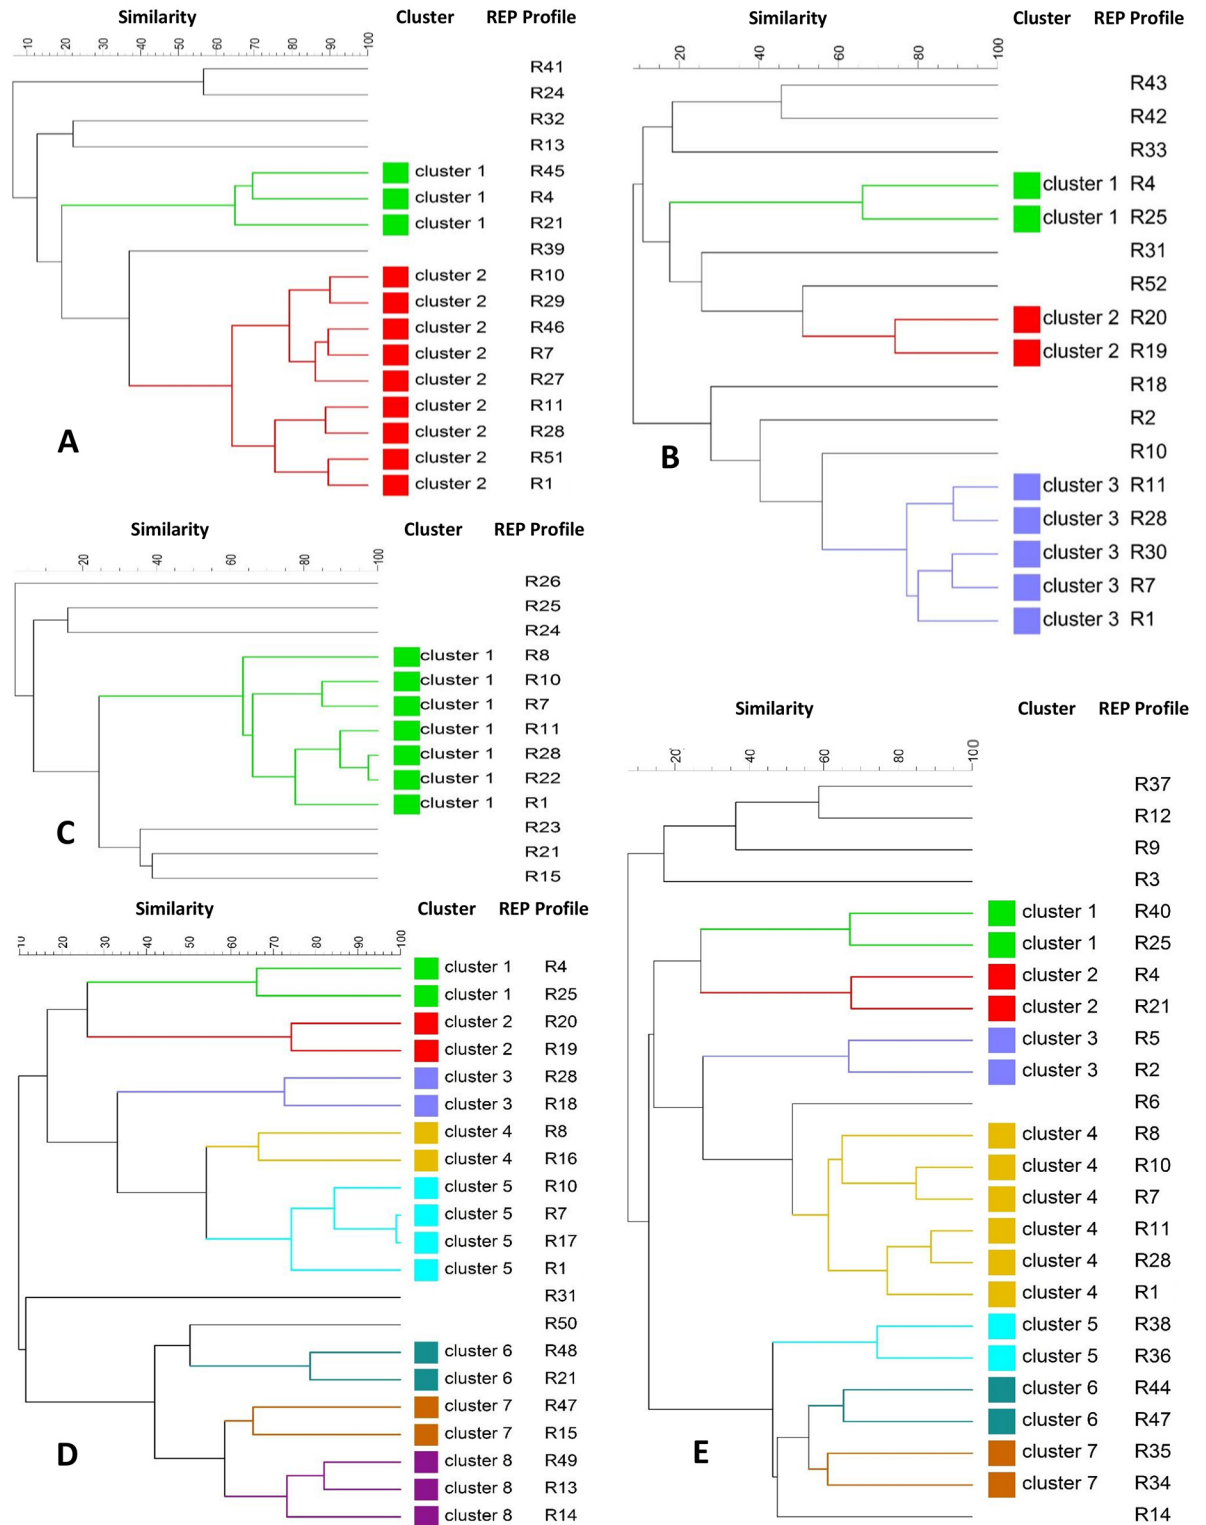 Similarity Cluster REP Profile
10 20 30 40 50 60 70 80 90 100
R41
R24
R32
R13
cluster 1 R45
cluster 1 R4
cluster 1 R21
R39
cluster 2 R10
cluster 2 R29
cluster 2 R46
cluster 2 R7
cluster 2 R27
cluster 2 R11
cluster 2 R28
cluster 2 R51
cluster 2 R1
A
Similarity Cluster REP Profile
20 40 60 80 100
R43
R42
R33
cluster 1 R4
cluster 1 R25
R31
R52
cluster 2 R20
cluster 2 R19
R18
R2
R10
cluster 3 R11
cluster 3 R28
cluster 3 R30
cluster 3 R7
cluster 3 R1
B
Similarity Cluster REP Profile
20 40 60 80 100
R26
R25
R24
cluster 1 R8
cluster 1 R10
cluster 1 R7
cluster 1 R11
cluster 1 R28
cluster 1 R22
cluster 1 R1
R23
R21
R15
C
Similarity Cluster REP Profile
10 20 30 40 50 60 70 80 90 100
cluster 1 R4
cluster 1 R25
cluster 2 R20
cluster 2 R19
cluster 3 R28
cluster 3 R18
cluster 4 R8
cluster 4 R16
cluster 5 R10
cluster 5 R7
cluster 5 R17
cluster 5 R1
R31
R50
cluster 6 R48
cluster 6 R21
cluster 7 R47
cluster 7 R15
cluster 8 R49
cluster 8 R13
cluster 8 R14
D
Similarity Cluster REP Profile
20 40 60 80 100
R37
R12
R9
R3
cluster 1 R40
cluster 1 R25
cluster 2 R4
cluster 2 R21
cluster 3 R5
cluster 3 R2
R6
cluster 4 R8
cluster 4 R10
cluster 4 R7
cluster 4 R11
cluster 4 R28
cluster 4 R1
cluster 5 R38
cluster 5 R36
cluster 6 R44
cluster 6 R47
cluster 7 R35
cluster 7 R34
R14
E